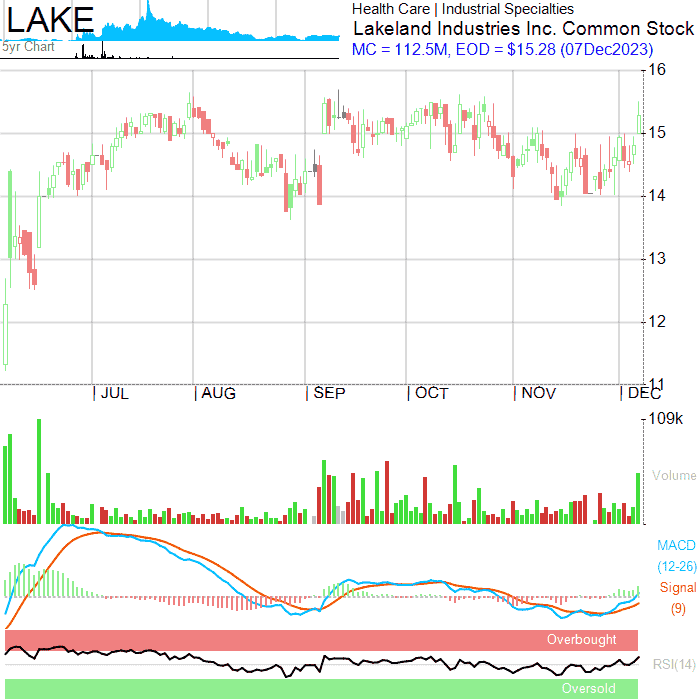 LAKE
5yr Chart
Health Care | Industrial Specialties
Lakeland Industries Inc. Common Stock
MC = 112.5M, EOD = $15.28 (07Dec2023)
16
15
14
13
12
11
JUL AUG SEP OCT NOV DEC
109k
Volume
MACD
(12-26)
Signal
(9)
Overbought
RSI(14)
Oversold